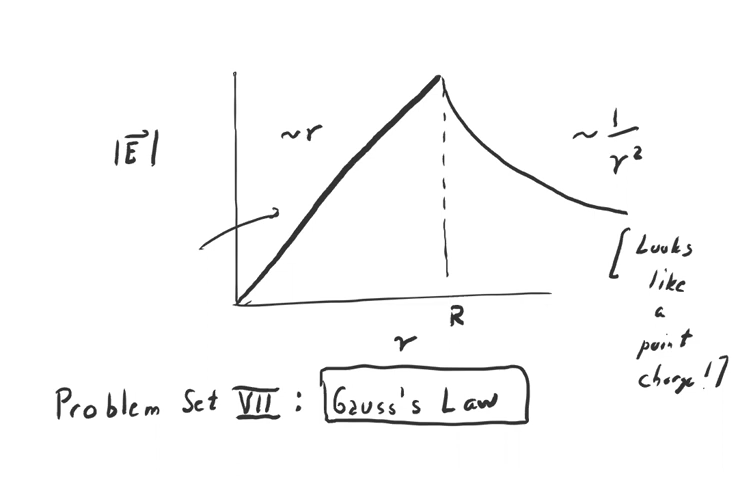 |E⃗|
~r
~ 1/r²
[Looks
like
a
point
charge!]
R
r
Problem Set VII : Gauss's Law